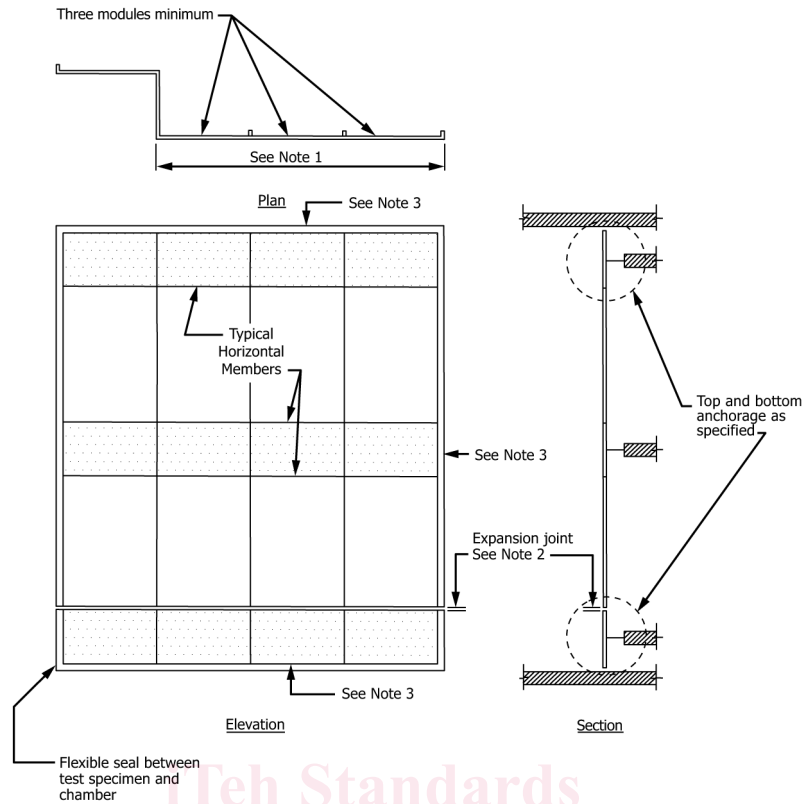 Three modules minimum
See Note 1
Plan
See Note 3
Typical
Horizontal
Members
See Note 3
Top and bottom
anchorage as
specified
Expansion joint
See Note 2
See Note 3
Elevation
Section
Flexible seal between
test specimen and
chamber
iTeh Standards